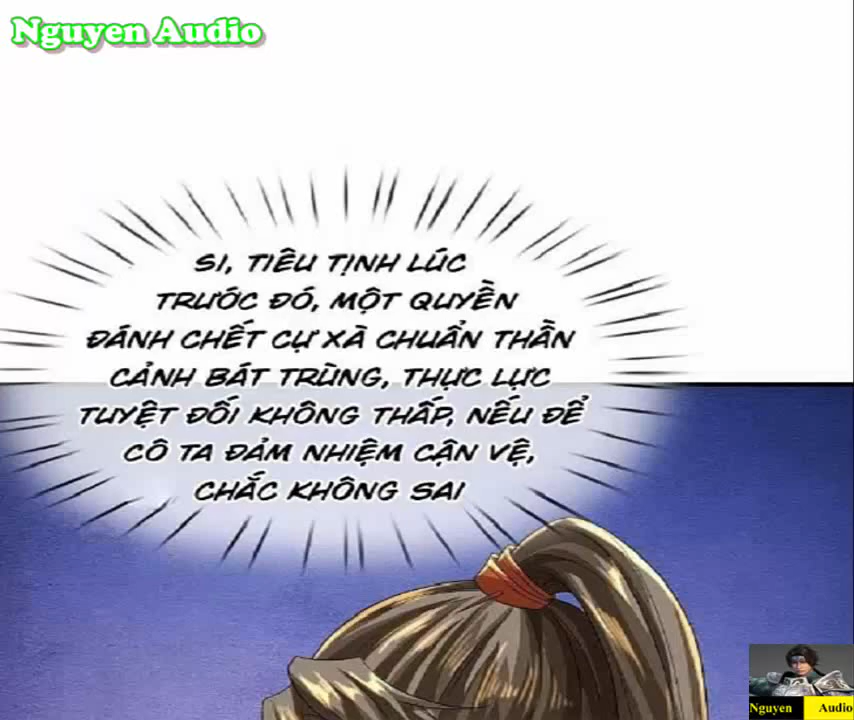 Nguyen Audio
SI, TIÊU TỊNH LÚC
TRƯỚC ĐÓ, MỘT QUYỀN
ĐÁNH CHẾT CỰ XÀ CHUẨN THẦN
CẢNH BÁT TRÙNG, THỰC LỰC
TUYỆT ĐỐI KHÔNG THẤP, NẾU ĐỂ
CÔ TA ĐẢM NHIỆM CẬN VỆ,
CHẮC KHÔNG SAI
Nguyen Audio